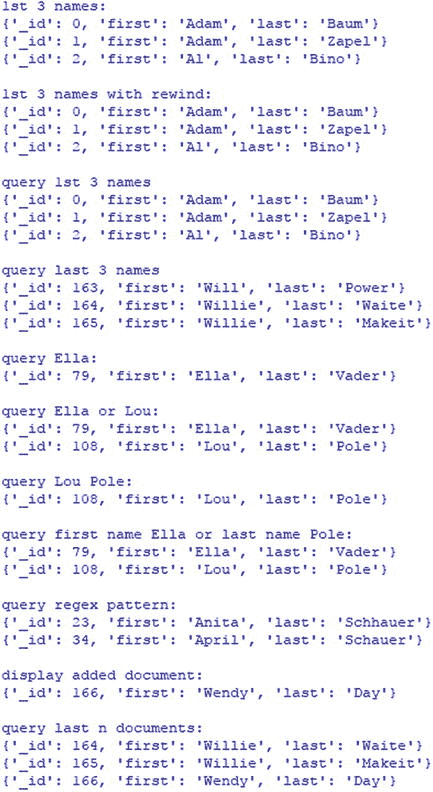 1st 3 names:
{'_id': 0, 'first': 'Adam', 'last': 'Baum'}
{'_id': 1, 'first': 'Adam', 'last': 'Zapel'}
{'_id': 2, 'first': 'Al', 'last': 'Bino'}
1st 3 names with rewind:
{'_id': 0, 'first': 'Adam', 'last': 'Baum'}
{'_id': 1, 'first': 'Adam', 'last': 'Zapel'}
{'_id': 2, 'first': 'Al', 'last': 'Bino'}
query 1st 3 names
{'_id': 0, 'first': 'Adam', 'last': 'Baum'}
{'_id': 1, 'first': 'Adam', 'last': 'Zapel'}
{'_id': 2, 'first': 'Al', 'last': 'Bino'}
query last 3 names
{'_id': 163, 'first': 'Will', 'last': 'Power'}
{'_id': 164, 'first': 'Willie', 'last': 'Waite'}
{'_id': 165, 'first': 'Willie', 'last': 'Makeit'}
query Ella:
{'_id': 79, 'first': 'Ella', 'last': 'Vader'}
query Ella or Lou:
{'_id': 79, 'first': 'Ella', 'last': 'Vader'}
{'_id': 108, 'first': 'Lou', 'last': 'Pole'}
query Lou Pole:
{'_id': 108, 'first': 'Lou', 'last': 'Pole'}
query first name Ella or last name Pole:
{'_id': 79, 'first': 'Ella', 'last': 'Vader'}
{'_id': 108, 'first': 'Lou', 'last': 'Pole'}
query regex pattern:
{'_id': 23, 'first': 'Anita', 'last': 'Schhauer'}
{'_id': 34, 'first': 'April', 'last': 'Schauer'}
display added document:
{'_id': 166, 'first': 'Wendy', 'last': 'Day'}
query last n documents:
{'_id': 164, 'first': 'Willie', 'last': 'Waite'}
{'_id': 165, 'first': 'Willie', 'last': 'Makeit'}
{'_id': 166, 'first': 'Wendy', 'last': 'Day'}